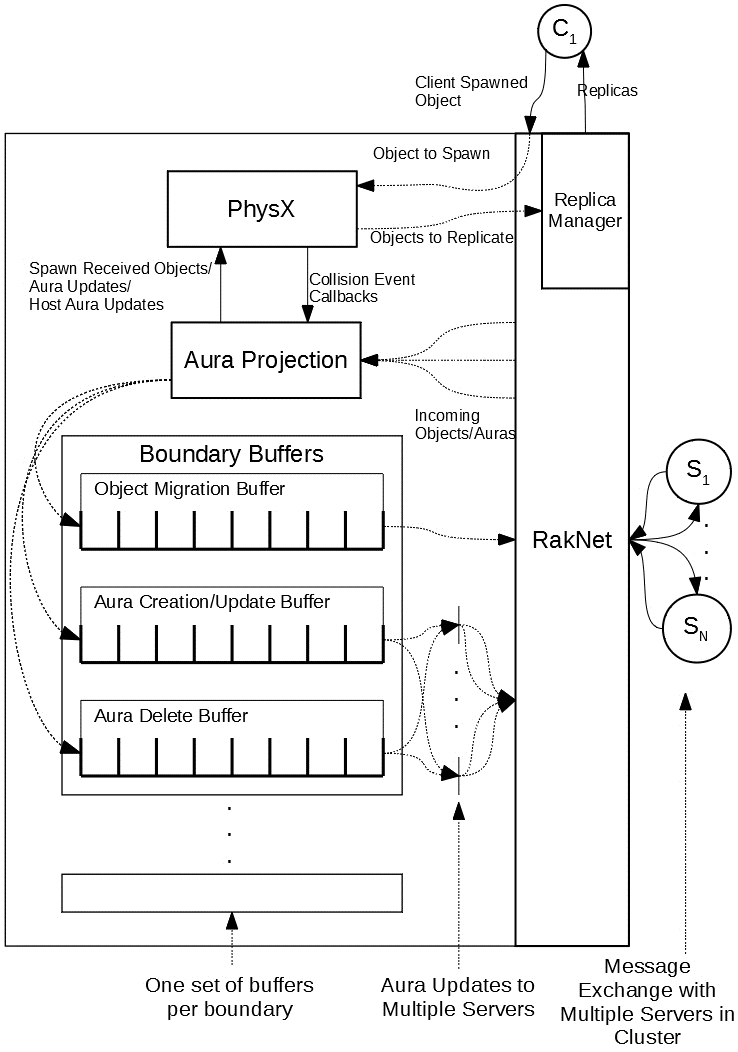 C1
Client Spawned
Object
Replicas
Object to Spawn
PhysX
Replica
Manager
Objects to Replicate
Spawn Received Objects/
Aura Updates/
Host Aura Updates
Collision Event
Callbacks
Aura Projection
Incoming
Objects/Auras
Boundary Buffers
Object Migration Buffer
S1
RakNet
Aura Creation/Update Buffer
SN
Aura Delete Buffer
One set of buffers
per boundary
Aura Updates to
Multiple Servers
Message
Exchange with
Multiple Servers in
Cluster